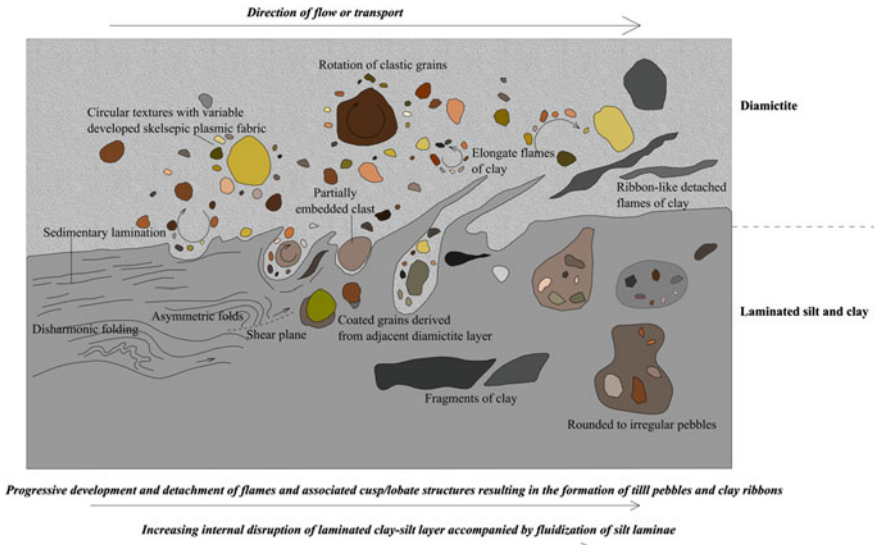 Direction of flow or transport
Rotation of clastic grains
Circular textures with variable
developed skelsepic plasmic fabric
Diamictite
Elongate flames
of clay
Partially
embedded clast
Ribbon-like detached
flames of clay
Sedimentary lamination
Asymmetric folds
Disharmonic folding
Shear plane
Coated grains derived
from adjacent diamictite layer
Laminated silt and clay
Fragments of clay
Rounded to irregular pebbles
Progressive development and detachment of flames and associated cusp/lobate structures resulting in the formation of tilll pebbles and clay ribbons
Increasing internal disruption of laminated clay-silt layer accompanied by fluidization of silt laminae